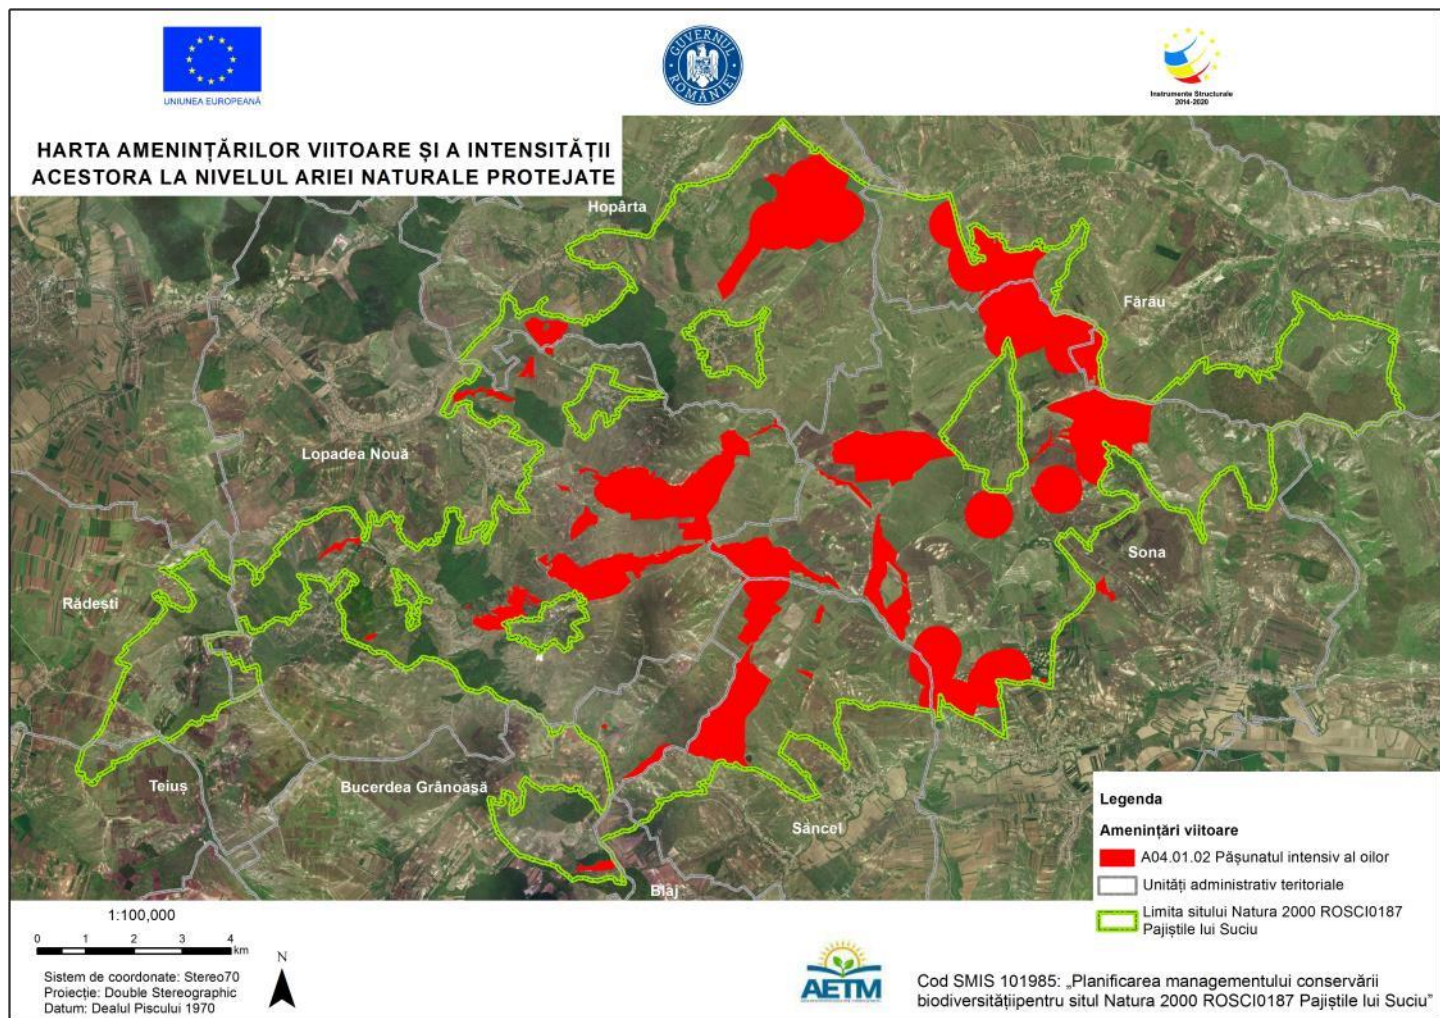 UNIUNEA EUROPEANĂ
GUVERNUL ROMÂNIEI
Instrumente Structurale
2014-2020
HARTA AMENINȚĂRILOR VIITOARE ȘI A INTENSITĂȚII
ACESTORA LA NIVELUL ARIEI NATURALE PROTEJATE
Hopârta
Fărău
Lopadea Nouă
Sona
Rădești
Teiuș
Bucerdea Grânoașă
Sâncel
Blaj
Legenda
Amenințări viitoare
A04.01.02 Pășunatul intensiv al oilor
Unități administrativ teritoriale
Limita sitului Natura 2000 ROSCI0187
Pajiștile lui Suciu
1:100,000
0 1 2 3 4
km
N
Sistem de coordonate: Stereo70
Proiecție: Double Stereographic
Datum: Dealul Piscului 1970
AETM
Cod SMIS 101985: „Planificarea managementului conservării
biodiversitățiipentru situl Natura 2000 ROSCI0187 Pajiștile lui Suciu”